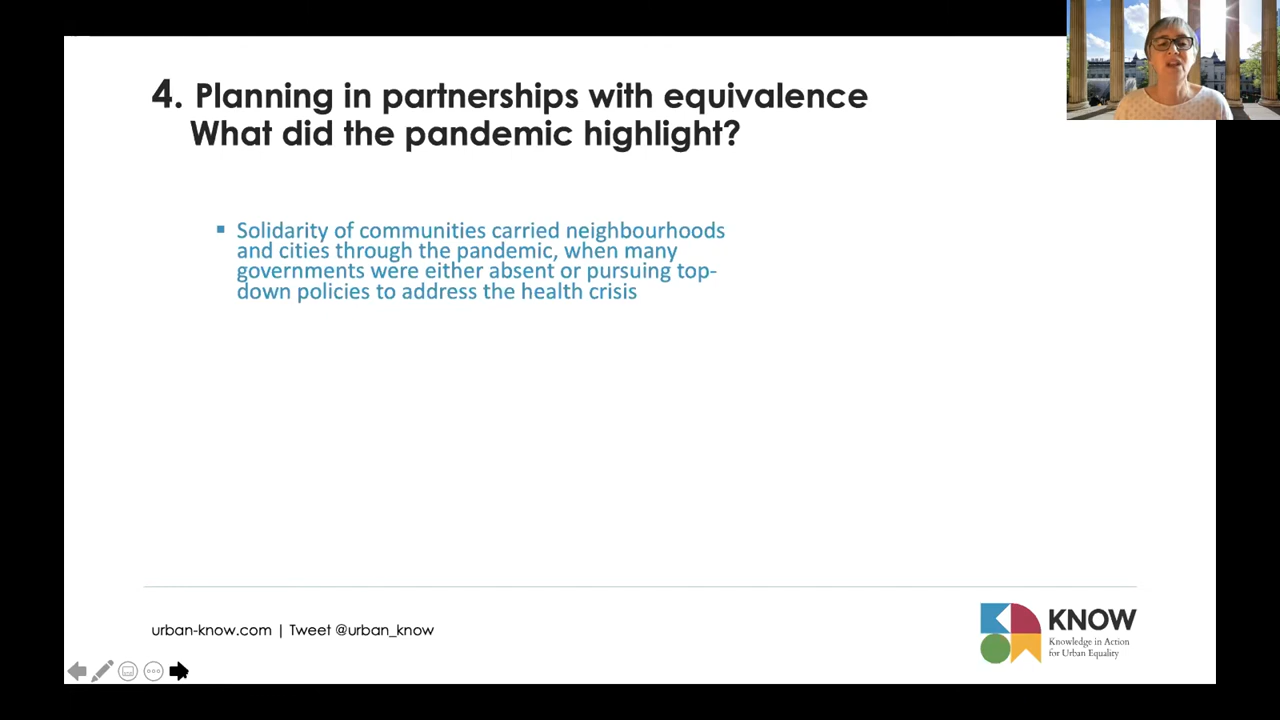 4. Planning in partnerships with equivalence
What did the pandemic highlight?
▪ Solidarity of communities carried neighbourhoods
and cities through the pandemic, when many
governments were either absent or pursuing top-
down policies to address the health crisis
urban-know.com | Tweet @urban_know
KNOW
Knowledge in Action
for Urban Equality